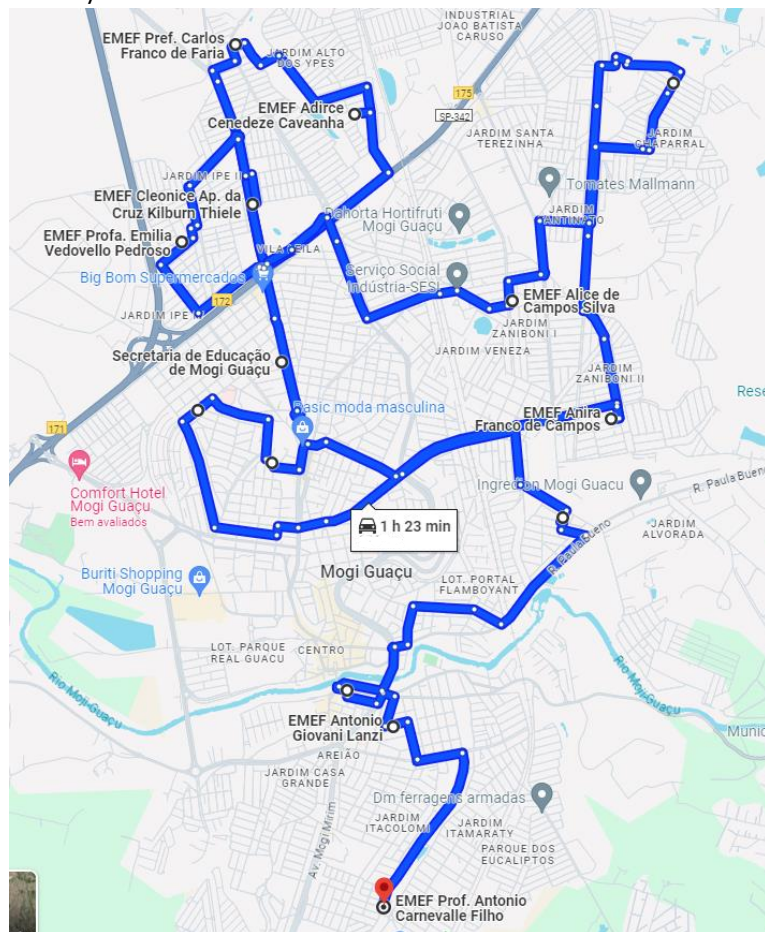 INDUSTRIAL
JOAO BATISTA
CARUSO
EMEF Pref. Carlos
Franco de Faria
JARDIM ALTO
DOS YPES
175
SP-342
EMEF Adirce
Cenedeze Caveanha
JARDIM SANTA
TEREZINHA
JARDIM
CHAPARRAL
JARDIM IPE II
Tomates Mallmann
EMEF Cleonice Ap. da
Cruz Kilburn Thiele
Bahorta Hortifruti
Mogi Guaçu
JARDIM
EMEF Profa. Emilia
Vedovello Pedroso
VILA LEILA
Big Bom Supermercados
Serviço Social
Indústria-SESI
172
EMEF Alice de
Campos Silva
JARDIM
ZANIBONI I
JARDIM VENEZA
Secretaria de Educação
de Mogi Guaçu
JARDIM
ZANIBONI II
Rese
Basic moda masculina
EMEF Anira
Franco de Campos
171
Comfort Hotel
Mogi Guaçu
Bem avaliados
Ingredion Mogi Guacu
R. Paula Bueno
1 h 23 min
JARDIM
ALVORADA
R. Paula Bueno
Mogi Guaçu
Buriti Shopping
Mogi Guaçu
LOT. PORTAL
FLAMBOYANT
LOT. PARQUE
REAL GUACU
CENTRO
Rio Moji-Guaçu
Rio Moji-Guaçu
EMEF Antonio
Giovani Lanzi
Munic
AREIÃO
JARDIM CASA
GRANDE
Av. Mogi Mirim
Dm ferragens armadas
JARDIM
ITACOLOMI
JARDIM
ITAMARATY
PARQUE DOS
EUCALIPTOS
EMEF Prof. Antonio
Carnevalle Filho